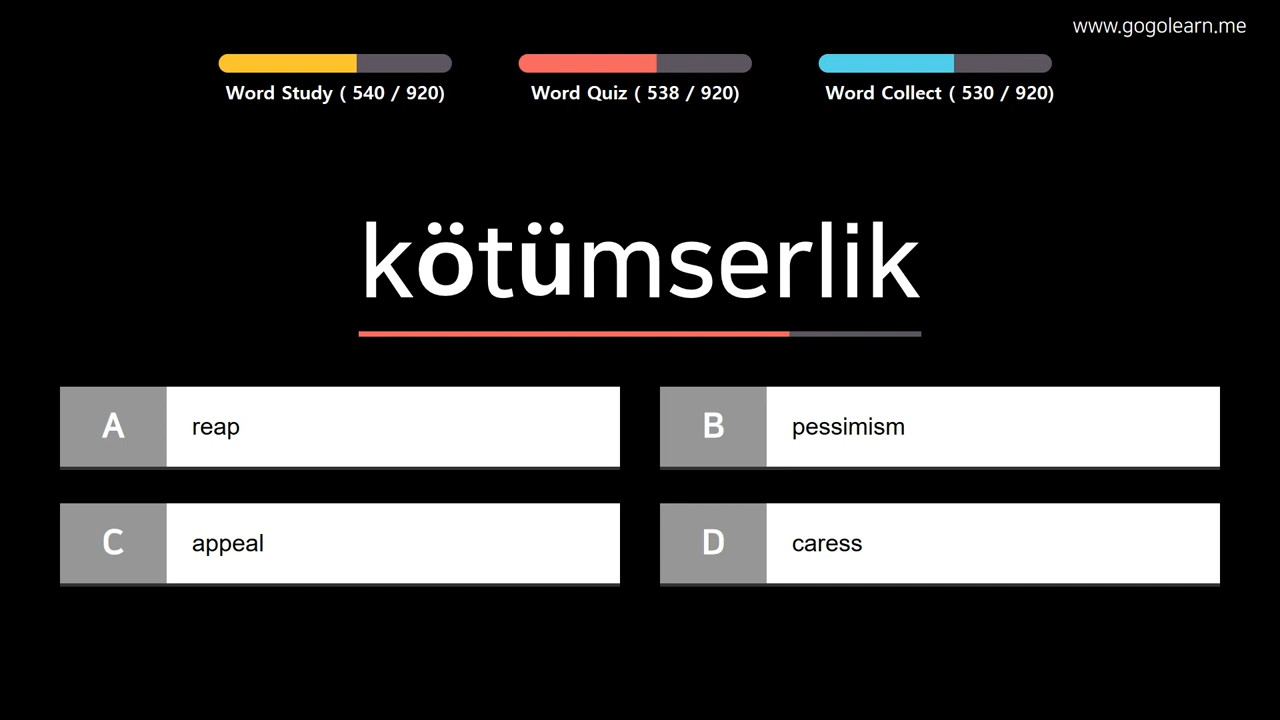 www.gogolearn.me
Word Study ( 540 / 920)
Word Quiz ( 538 / 920)
Word Collect ( 530 / 920)
kötümserlik
A reap
B pessimism
C appeal
D caress